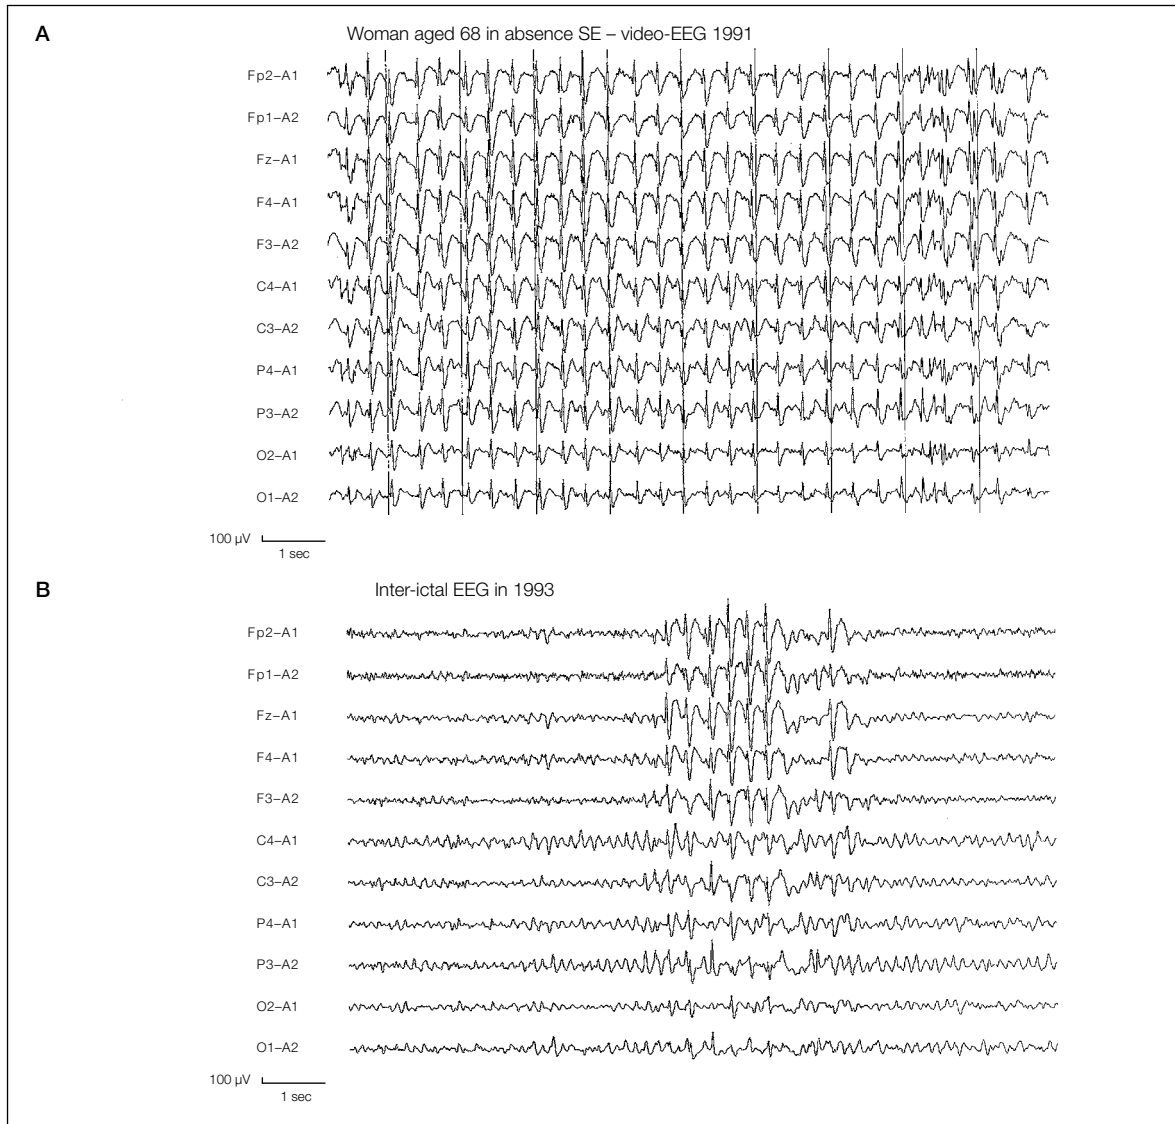 A
Woman aged 68 in absence SE – video-EEG 1991
Fp2–A1
Fp1–A2
Fz–A1
F4–A1
F3–A2
C4–A1
C3–A2
P4–A1
P3–A2
O2–A1
O1–A2
100 µV
1 sec
B
Inter-ictal EEG in 1993
Fp2–A1
Fp1–A2
Fz–A1
F4–A1
F3–A2
C4–A1
C3–A2
P4–A1
P3–A2
O2–A1
O1–A2
100 µV
1 sec